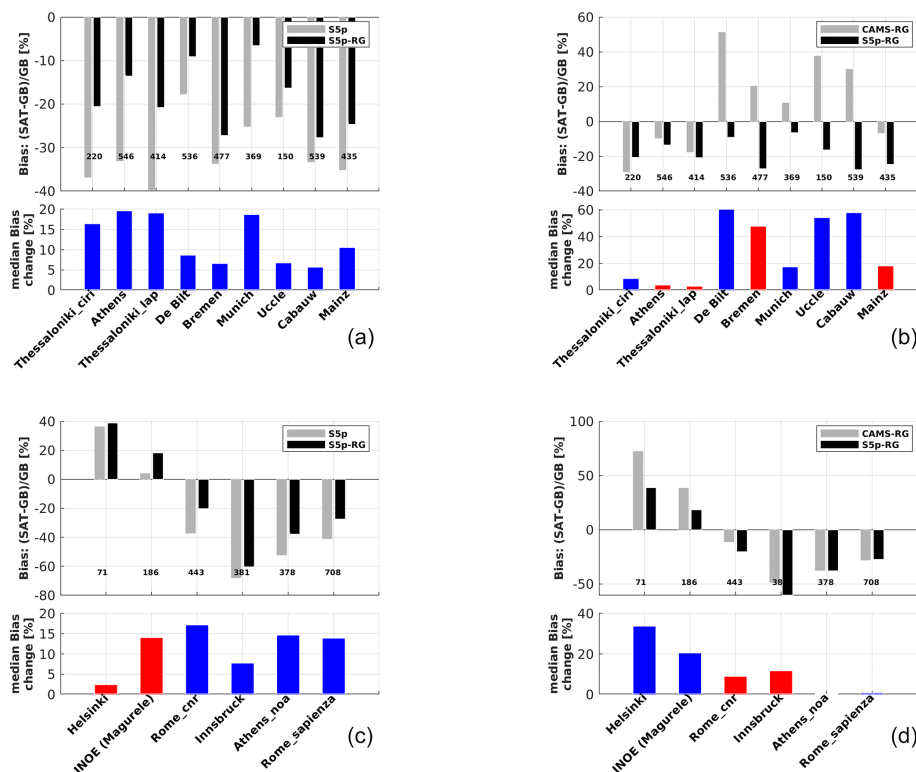 0
-10
-20
-30
-40
Bias: (SAT-GB)/GB [%]
S5p
S5p-RG
220 546 414 536 477 369 150 539 435
20
15
10
5
0
median Bias
change [%]
Thessaloniki_ciri
Athens
Thessaloniki_lap
De Bilt
Bremen
Munich
Uccle
Cabauw
Mainz
(a)
60
40
20
0
-20
-40
Bias: (SAT-GB)/GB [%]
CAMS-RG
S5p-RG
220 546 414 536 477 369 150 539 435
60
40
20
0
median Bias
change [%]
Thessaloniki_ciri
Athens
Thessaloniki_lap
De Bilt
Bremen
Munich
Uccle
Cabauw
Mainz
(b)
40
20
0
-20
-40
-60
-80
Bias: (SAT-GB)/GB [%]
S5p
S5p-RG
71 186 443 381 378 708
20
15
10
5
0
median Bias
change [%]
Helsinki
INOE (Magurele)
Rome_cnr
Innsbruck
Athens_noa
Rome_sapienza
(c)
100
50
0
-50
Bias: (SAT-GB)/GB [%]
CAMS-RG
S5p-RG
71 186 443 38 378 708
40
20
0
median Bias
change [%]
Helsinki
INOE (Magurele)
Rome_cnr
Innsbruck
Athens_noa
Rome_sapienza
(d)